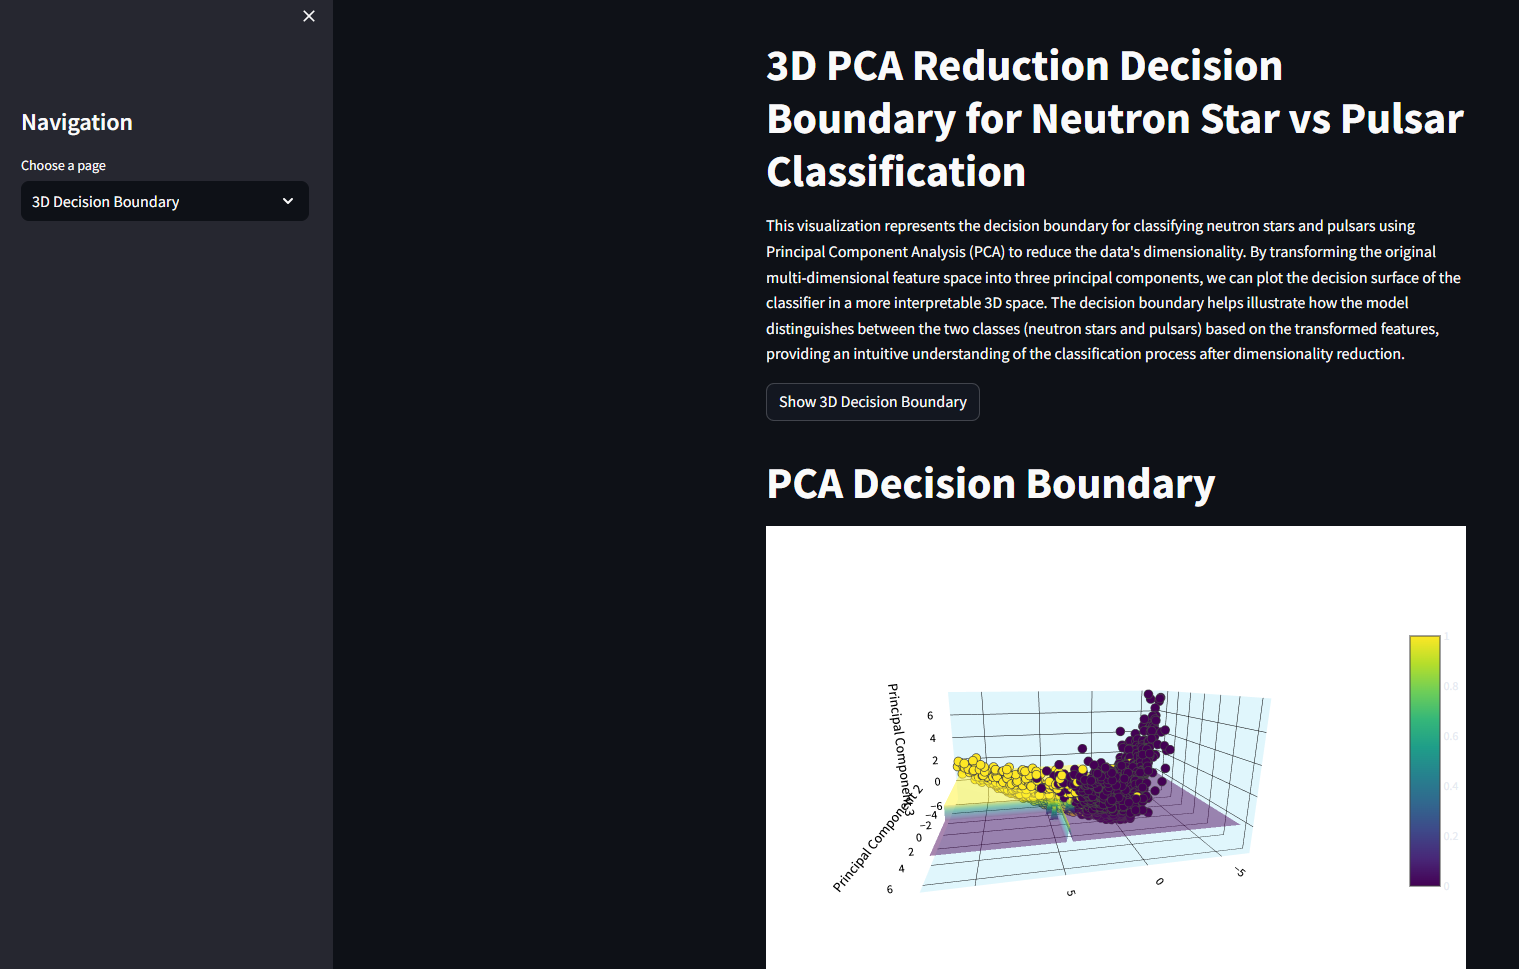 Navigation
Choose a page
3D Decision Boundary
3D PCA Reduction Decision
Boundary for Neutron Star vs Pulsar
Classification
This visualization represents the decision boundary for classifying neutron stars and pulsars using
Principal Component Analysis (PCA) to reduce the data's dimensionality. By transforming the original
multi-dimensional feature space into three principal components, we can plot the decision surface of the
classifier in a more interpretable 3D space. The decision boundary helps illustrate how the model
distinguishes between the two classes (neutron stars and pulsars) based on the transformed features,
providing an intuitive understanding of the classification process after dimensionality reduction.
Show 3D Decision Boundary
PCA Decision Boundary
Principal Component 3
6
4
2
0
−6
−4
−2
0
2
4
6
Principal Component 2
5
0
−5
1
0.8
0.6
0.4
0.2
0